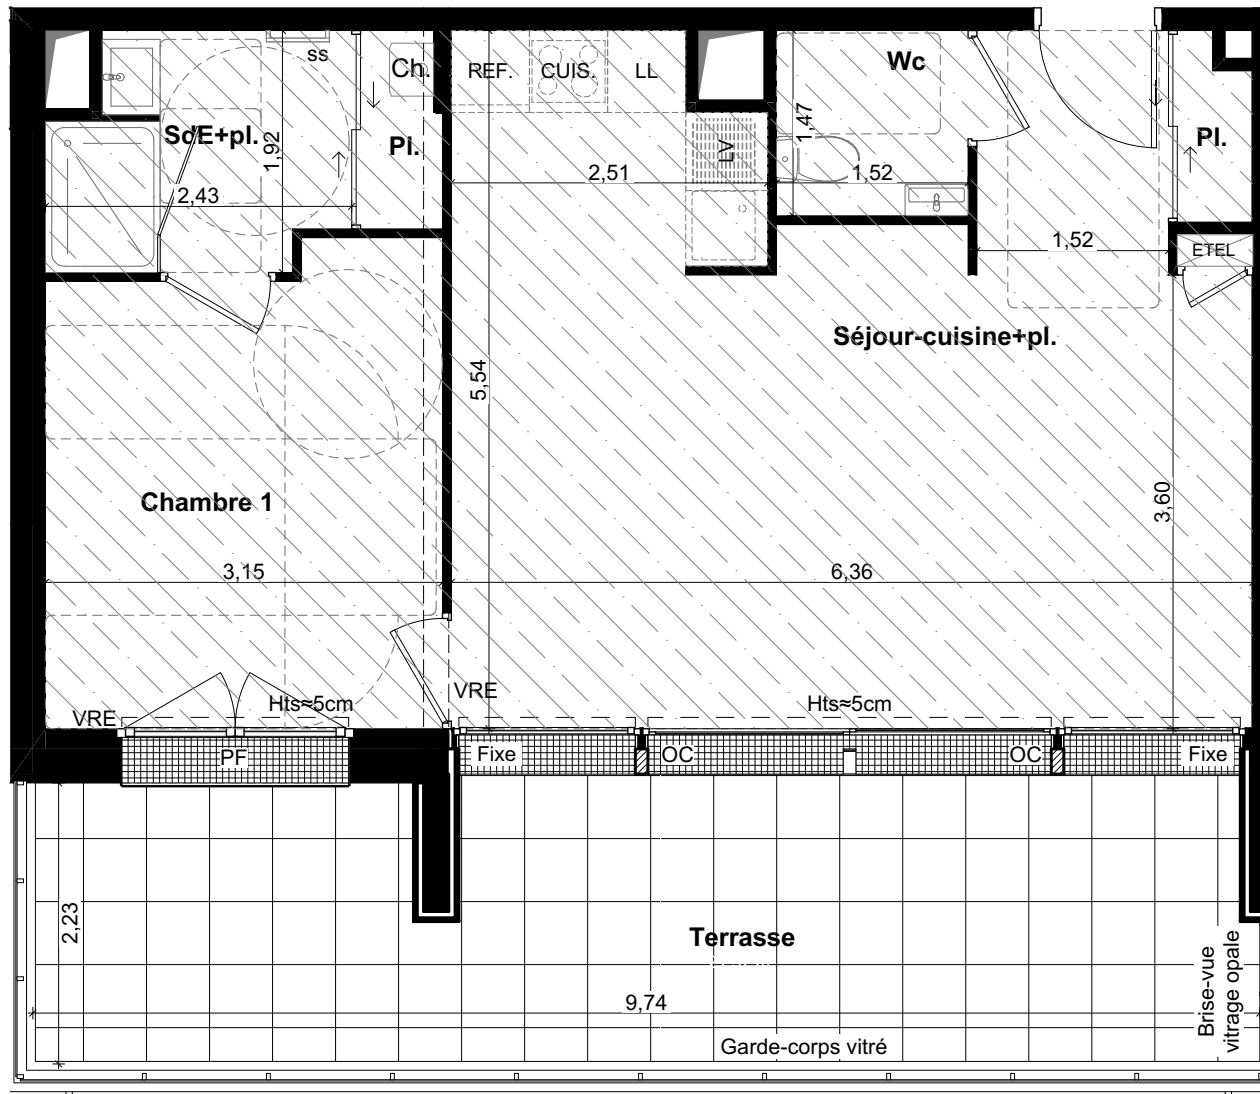 ss
Ch.
REF.
CUIS.
LL
Wc
SdE+pl.
1,92
Pl.
LV
1,47
Pl.
2,43
2,51
1,52
1,52
ETEL
Séjour-cuisine+pl.
5,54
Chambre 1
3,60
3,15
6,36
VRE
Hts≈5cm
VRE
Hts≈5cm
PF
Fixe
OC
OC
Fixe
2,23
Terrasse
9,74
Brise-vue
vitrage opale
Garde-corps vitré